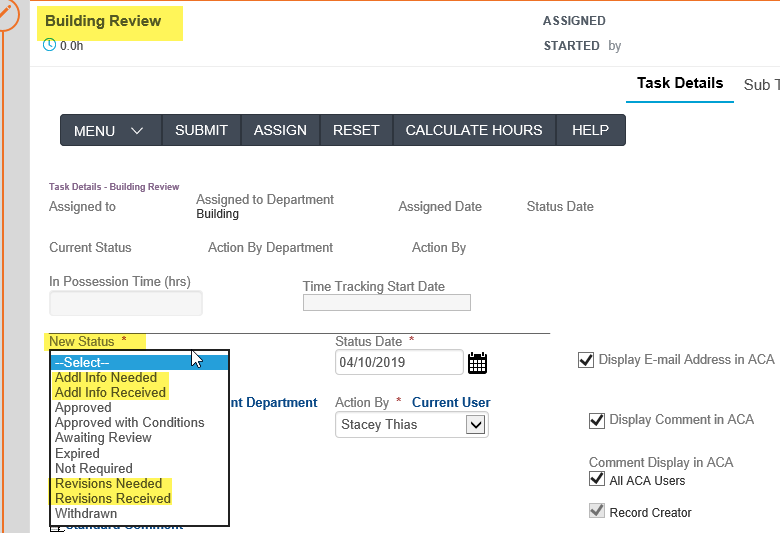 Building Review
ASSIGNED
0.0h
STARTED by
Task Details Sub T
MENU SUBMIT ASSIGN RESET CALCULATE HOURS HELP
Task Details - Building Review
Assigned to Assigned to Department Assigned Date Status Date
Building
Current Status Action By Department Action By
In Possession Time (hrs) Time Tracking Start Date
New Status * Status Date *
--Select--
04/10/2019 Display E-mail Address in ACA
Addl Info Needed
Addl Info Received
nt Department Action By * Current User
Approved
Approved with Conditions Stacey Thias Display Comment in ACA
Awaiting Review
Expired
Not Required Comment Display in ACA
Revisions Needed All ACA Users
Revisions Received
Withdrawn Record Creator
Standard Comment